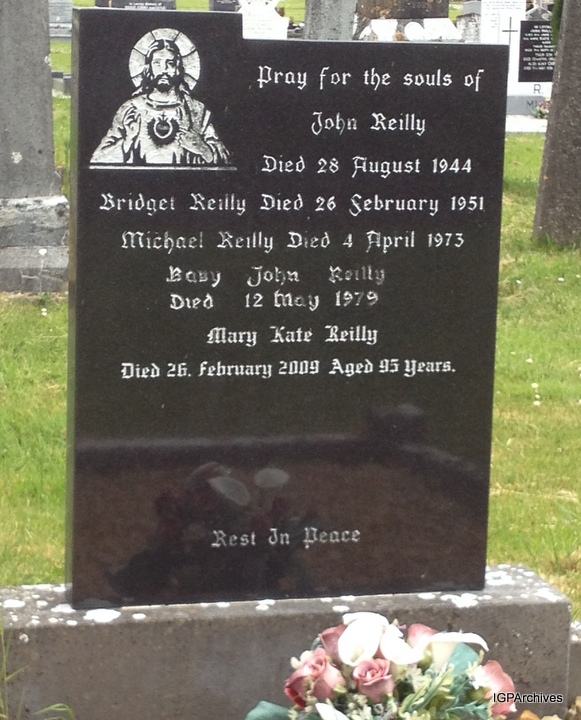 Pray for the souls of
John Reilly
Died 28 August 1944
Bridget Reilly Died 26 February 1951
Michael Reilly Died 4 April 1973
Baby John Reilly
Died 12 May 1979
Mary Kate Reilly
Died 26. February 2009 Aged 95 Years.
Rest In Peace
IGPArchives